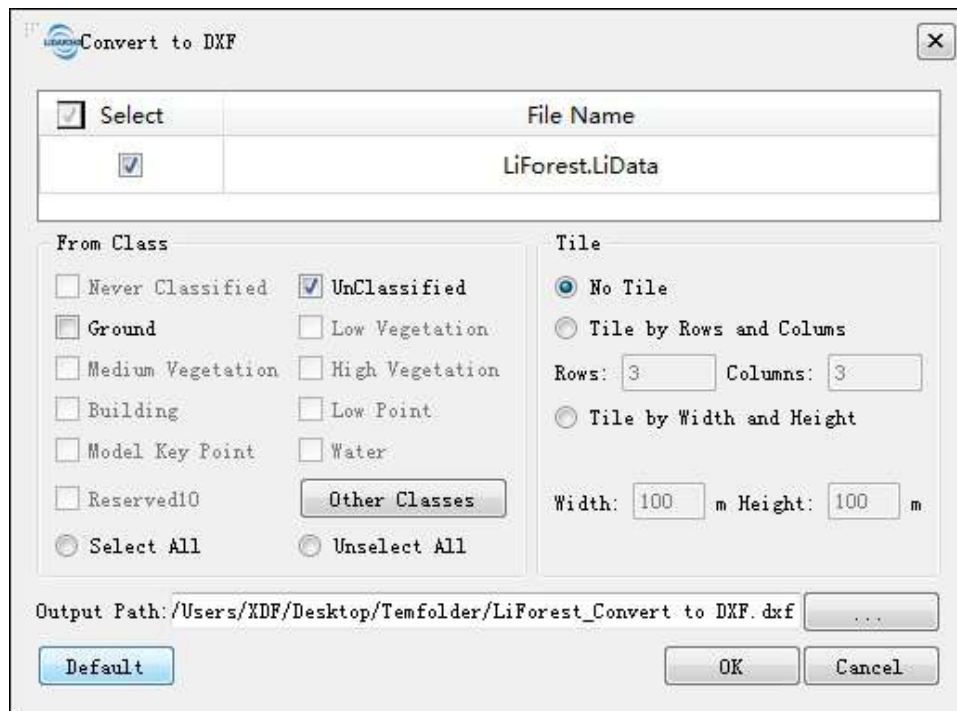 Convert to DXF
Select File Name
LiForest.LiData
From Class
Never Classified UnClassified
Ground Low Vegetation
Medium Vegetation High Vegetation
Building Low Point
Model Key Point Water
Reserved10 Other Classes
Select All Unselect All
Tile
No Tile
Tile by Rows and Colums
Rows: 3 Columns: 3
Tile by Width and Height
Width: 100 m Height: 100 m
Output Path: /Users/XDF/Desktop/Temfolder/LiForest_Convert to DXF.dxf ...
Default OK Cancel